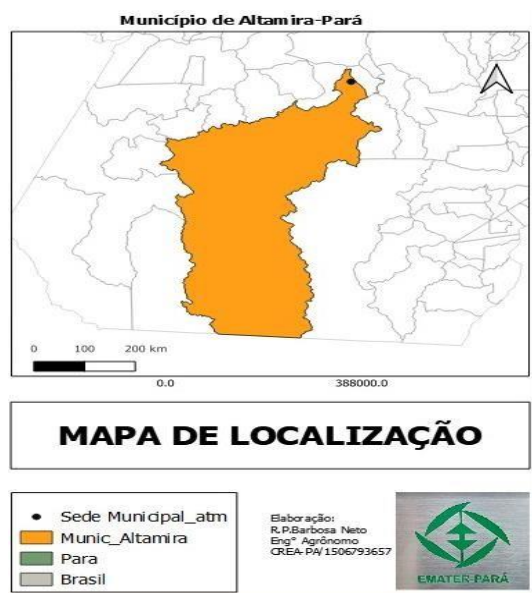 Município de Altamira-Pará
0 100 200 km
0.0 388000.0
MAPA DE LOCALIZAÇÃO
Sede Municipal_atm
Munic_Altamira
Para
Brasil
Elaboração:
R.P.Barbosa Neto
Engº Agrônomo
CREA-PA/1506793657
EMATER-PARÁ